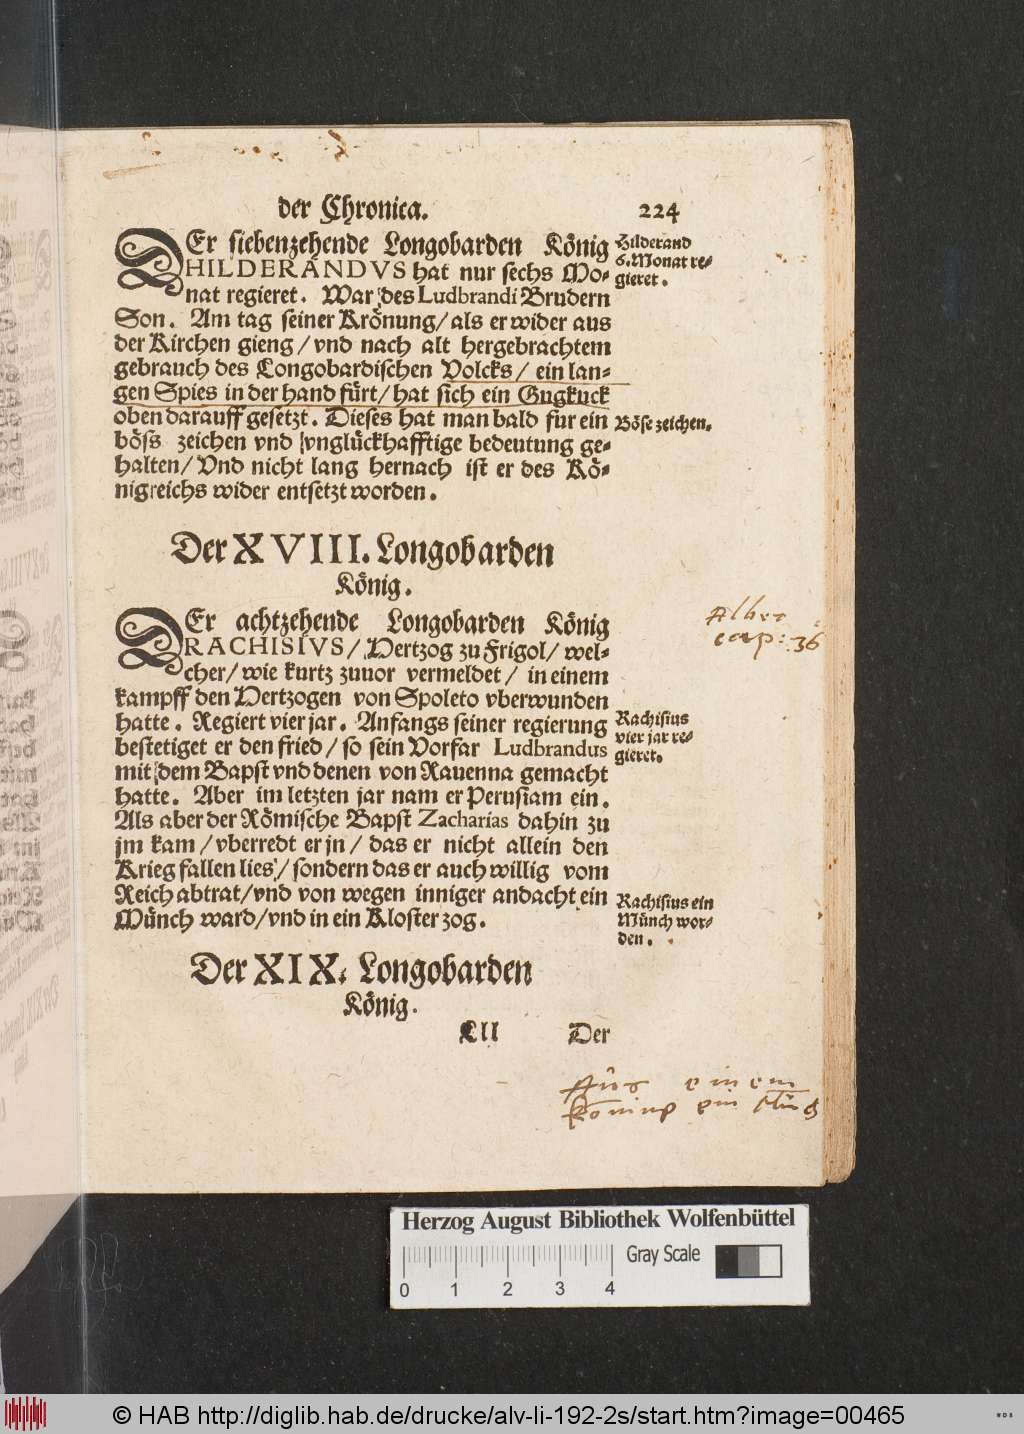 der Chronica. 224
DEr siebenzehende Longobarden König
HILDERANDVS hat nur sechs Mo-
nat regieret. War des Ludbrandi Brudern
Son. Am tag seiner Krönung/ als er wider aus
der Kirchen gieng/ vnd nach alt hergebrachtem
gebrauch des Longobardischen Volcks/ ein lan-
gen Spies in der hand fürt/ hat sich ein Gugkuck
oben darauff gesetzt. Dieses hat man bald fur ein
böss zeichen vnd vnglückhafftige bedeutung ge-
halten/ Vnd nicht lang hernach ist er des Kö-
nigreichs wider entsetzt worden.
Hilderand
6. Monat re-
gieret.
Böse zeichen.
Der XVIII. Longobarden
König.
DEr achtzehende Longobarden König
RACHISIVS/ Hertzog zu Frigol/ wel-
cher/ wie kurtz zuuor vermeldet/ in einem
kampff den Hertzogen von Spoleto vberwunden
hatte. Regiert vier jar. Anfangs seiner regierung
bestetiget er den fried/ so sein Vorfar Ludbrandus
mit dem Bapst vnd denen von Rauenna gemacht
hatte. Aber im letzten jar nam er Perusiam ein.
Als aber der Römische Bapst Zacharias dahin zu
jm kam/ vberredt er jn/ das er nicht allein den
Krieg fallen lies/ sondern das er auch willig vom
Reich abtrat/ vnd von wegen inniger andacht ein
Münch ward/ vnd in ein Kloster zog.
cap: 36
Rachisius
vier jar re-
gieret.
Rachisius ein
Münch wor-
den.
Der XIX. Longobarden
König.
Lll Der
Aus einem
König ein Münch
Herzog August Bibliothek Wolfenbüttel
Gray Scale
0 1 2 3 4
© HAB http://diglib.hab.de/drucke/alv-li-192-2s/start.htm?image=00465